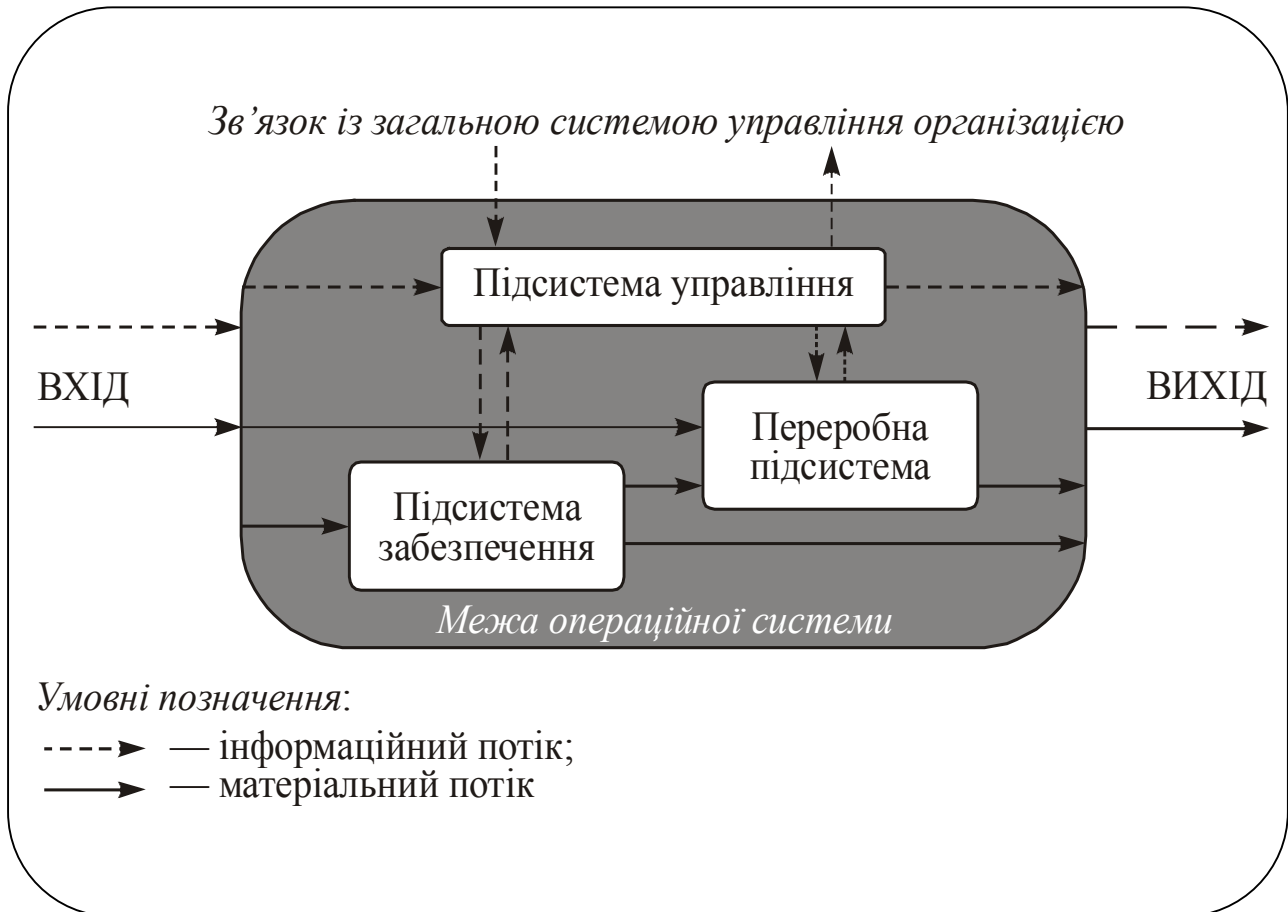 Зв’язок із загальною системою управління організацією
Підсистема управління
ВХІД
ВИХІД
Переробна
підсистема
Підсистема
забезпечення
Межа операційної системи
Умовні позначення:
— інформаційний потік;
— матеріальний потік